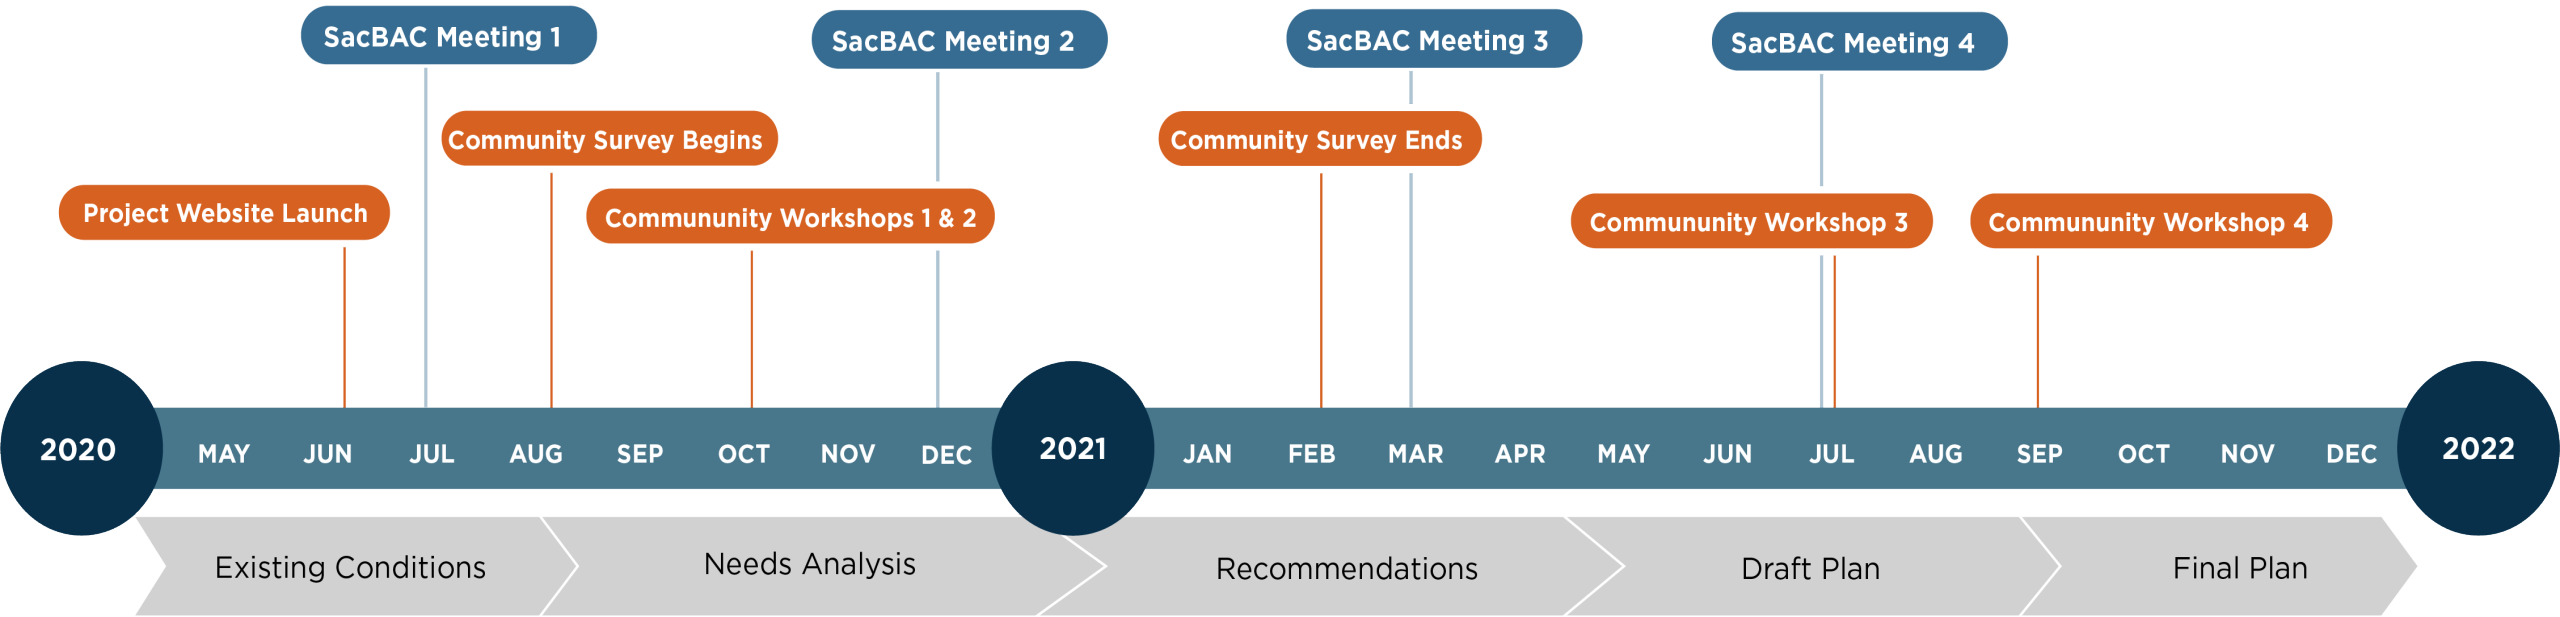 SacBAC Meeting 1
SacBAC Meeting 2
SacBAC Meeting 3
SacBAC Meeting 4
Community Survey Begins
Community Survey Ends
Project Website Launch
Commununity Workshops 1 & 2
Commununity Workshop 3
Commununity Workshop 4
2020 MAY JUN JUL AUG SEP OCT NOV DEC 2021 JAN FEB MAR APR MAY JUN JUL AUG SEP OCT NOV DEC 2022
Existing Conditions
Needs Analysis
Recommendations
Draft Plan
Final Plan